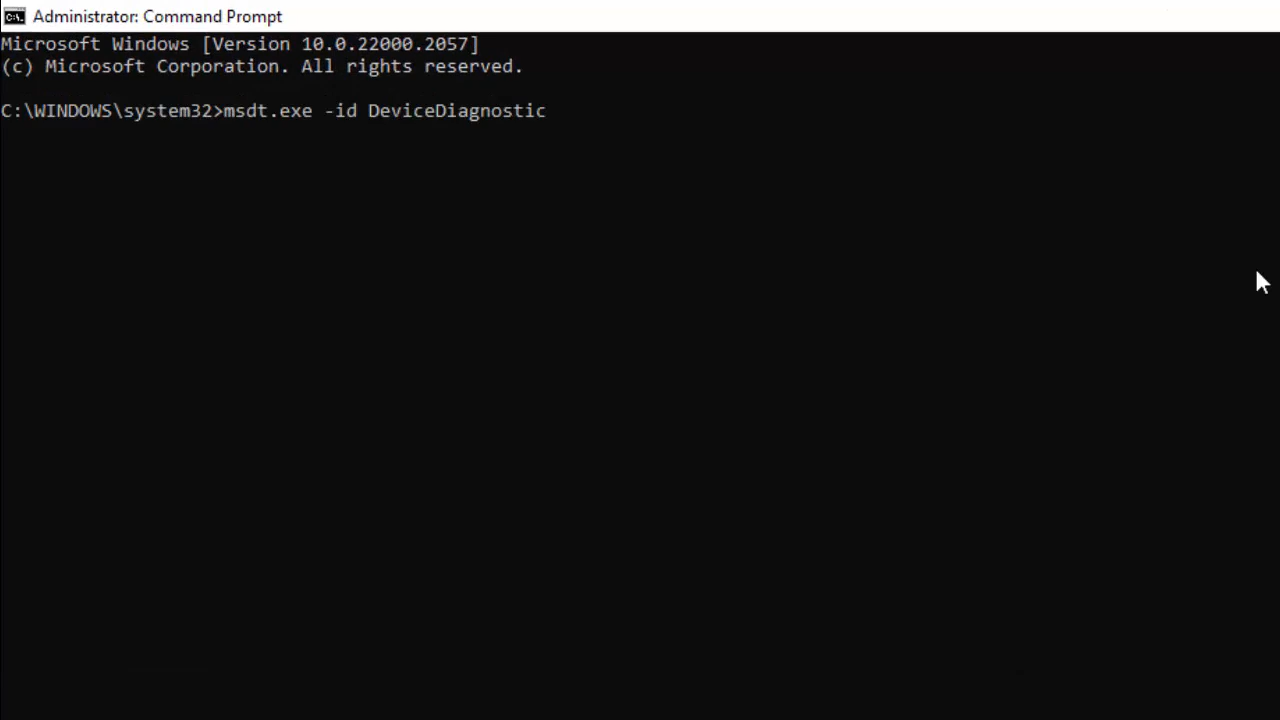 Administrator: Command Prompt
Microsoft Windows [Version 10.0.22000.2057]
(c) Microsoft Corporation. All rights reserved.
C:\WINDOWS\system32>msdt.exe -id DeviceDiagnostic